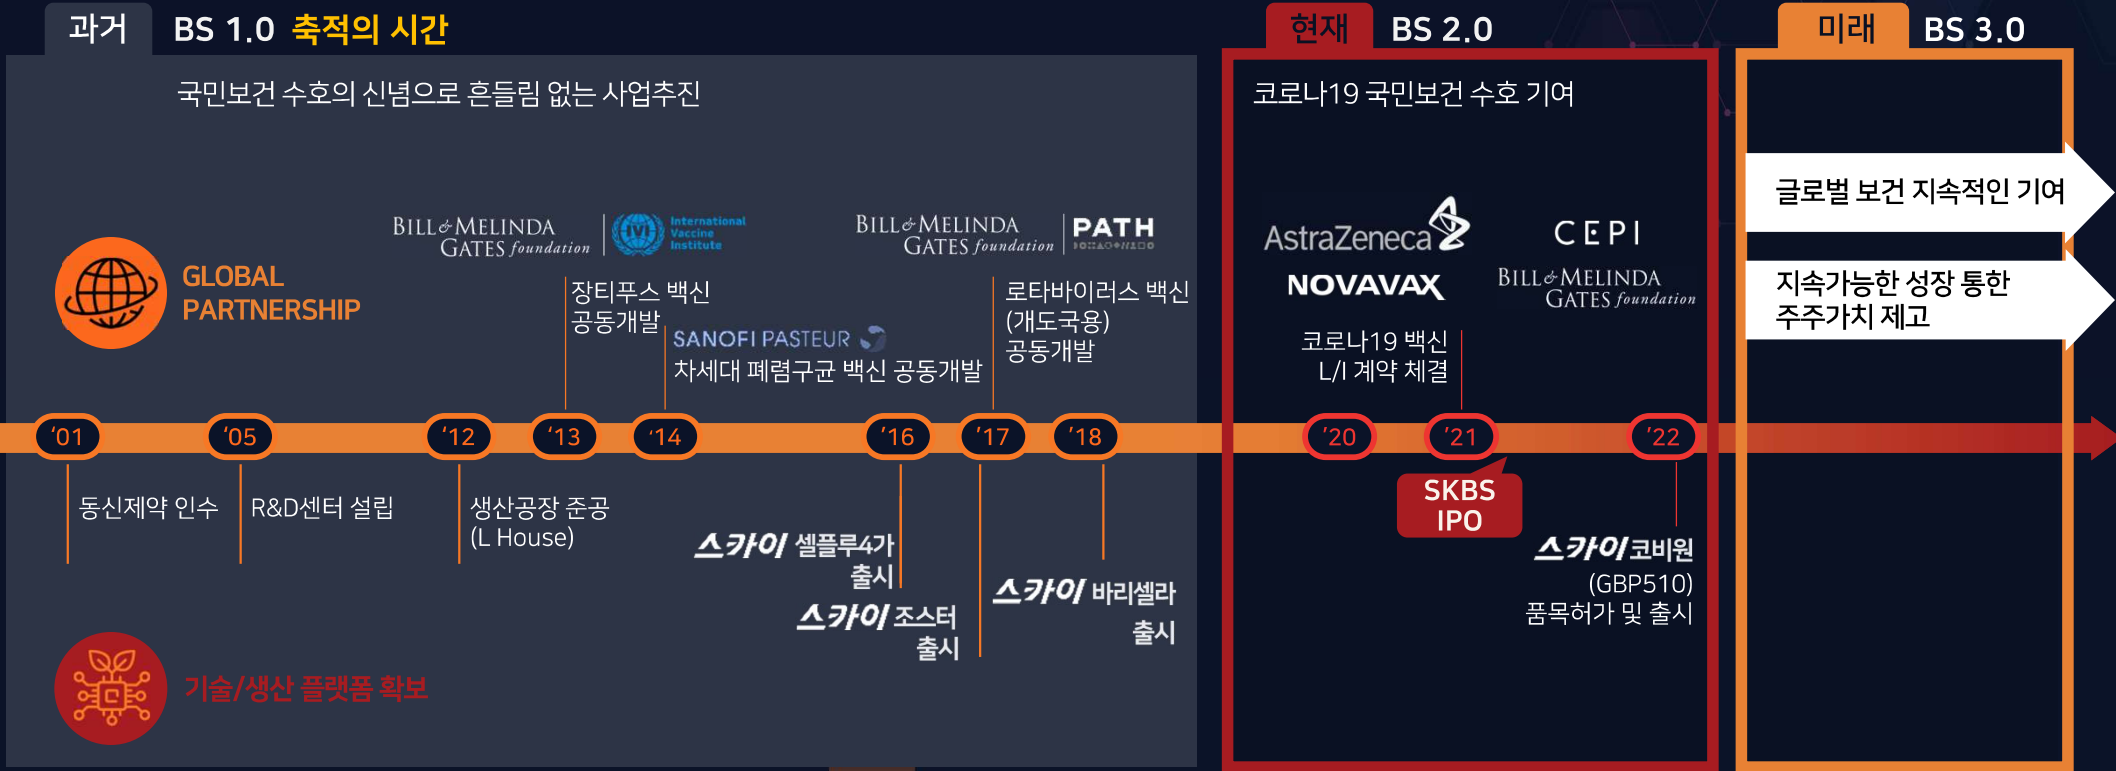 과거 BS 1.0 축적의 시간
국민보건 수호의 신념으로 흔들림 없는 사업추진
GLOBAL
PARTNERSHIP
BILL & MELINDA
GATES foundation
International
Vaccine
Institute
IVI
장티푸스 백신
공동개발
SANOFI PASTEUR
차세대 폐렴구균 백신 공동개발
BILL & MELINDA
GATES foundation
PATH
로타바이러스 백신
(개도국용)
공동개발
'01 '05 '12 '13 '14 '16 '17 '18
동신제약 인수
R&D센터 설립
생산공장 준공
(L House)
스카이 셀플루4가
출시
스카이 조스터
출시
스카이 바리셀라
출시
기술/생산 플랫폼 확보
현재 BS 2.0
코로나19 국민보건 수호 기여
AstraZeneca
NOVAVAX
CEPI
BILL & MELINDA
GATES foundation
코로나19 백신
L/I 계약 체결
'20 '21 '22
SKBS
IPO
스카이코비원
(GBP510)
품목허가 및 출시
미래 BS 3.0
글로벌 보건 지속적인 기여
지속가능한 성장 통한
주주가치 제고